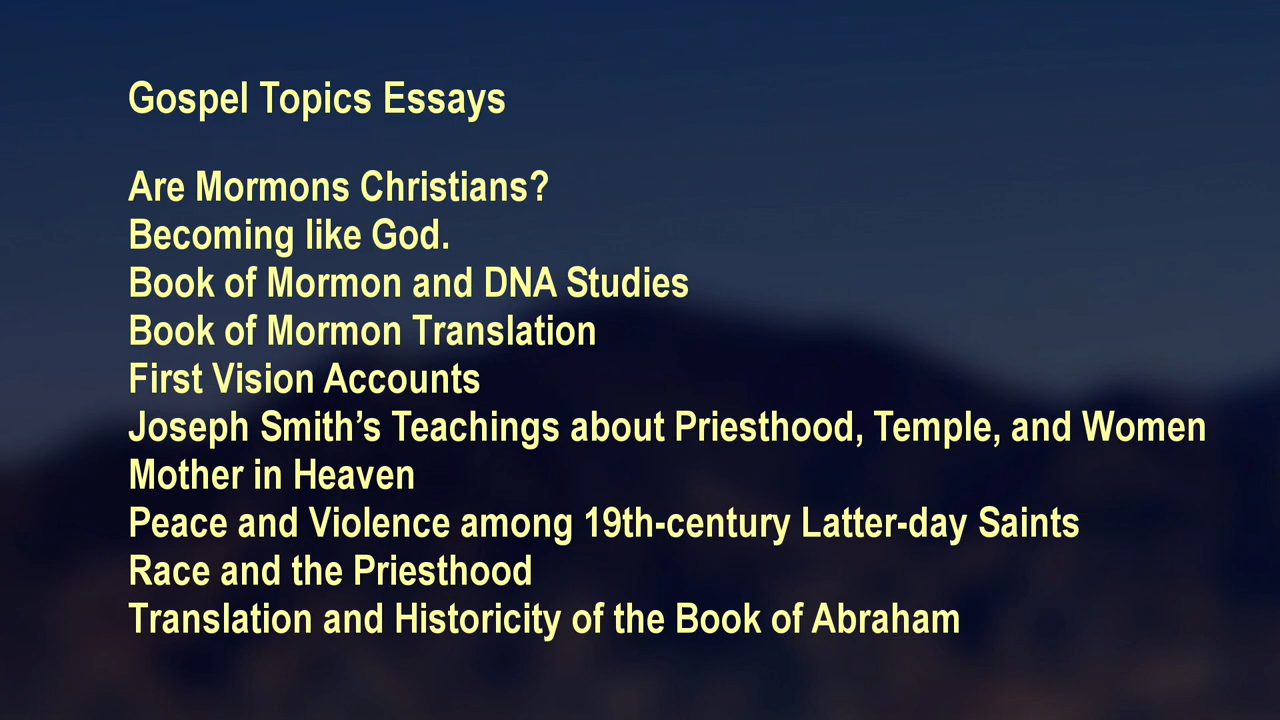 Gospel Topics Essays
Are Mormons Christians?
Becoming like God.
Book of Mormon and DNA Studies
Book of Mormon Translation
First Vision Accounts
Joseph Smith’s Teachings about Priesthood, Temple, and Women
Mother in Heaven
Peace and Violence among 19th-century Latter-day Saints
Race and the Priesthood
Translation and Historicity of the Book of Abraham